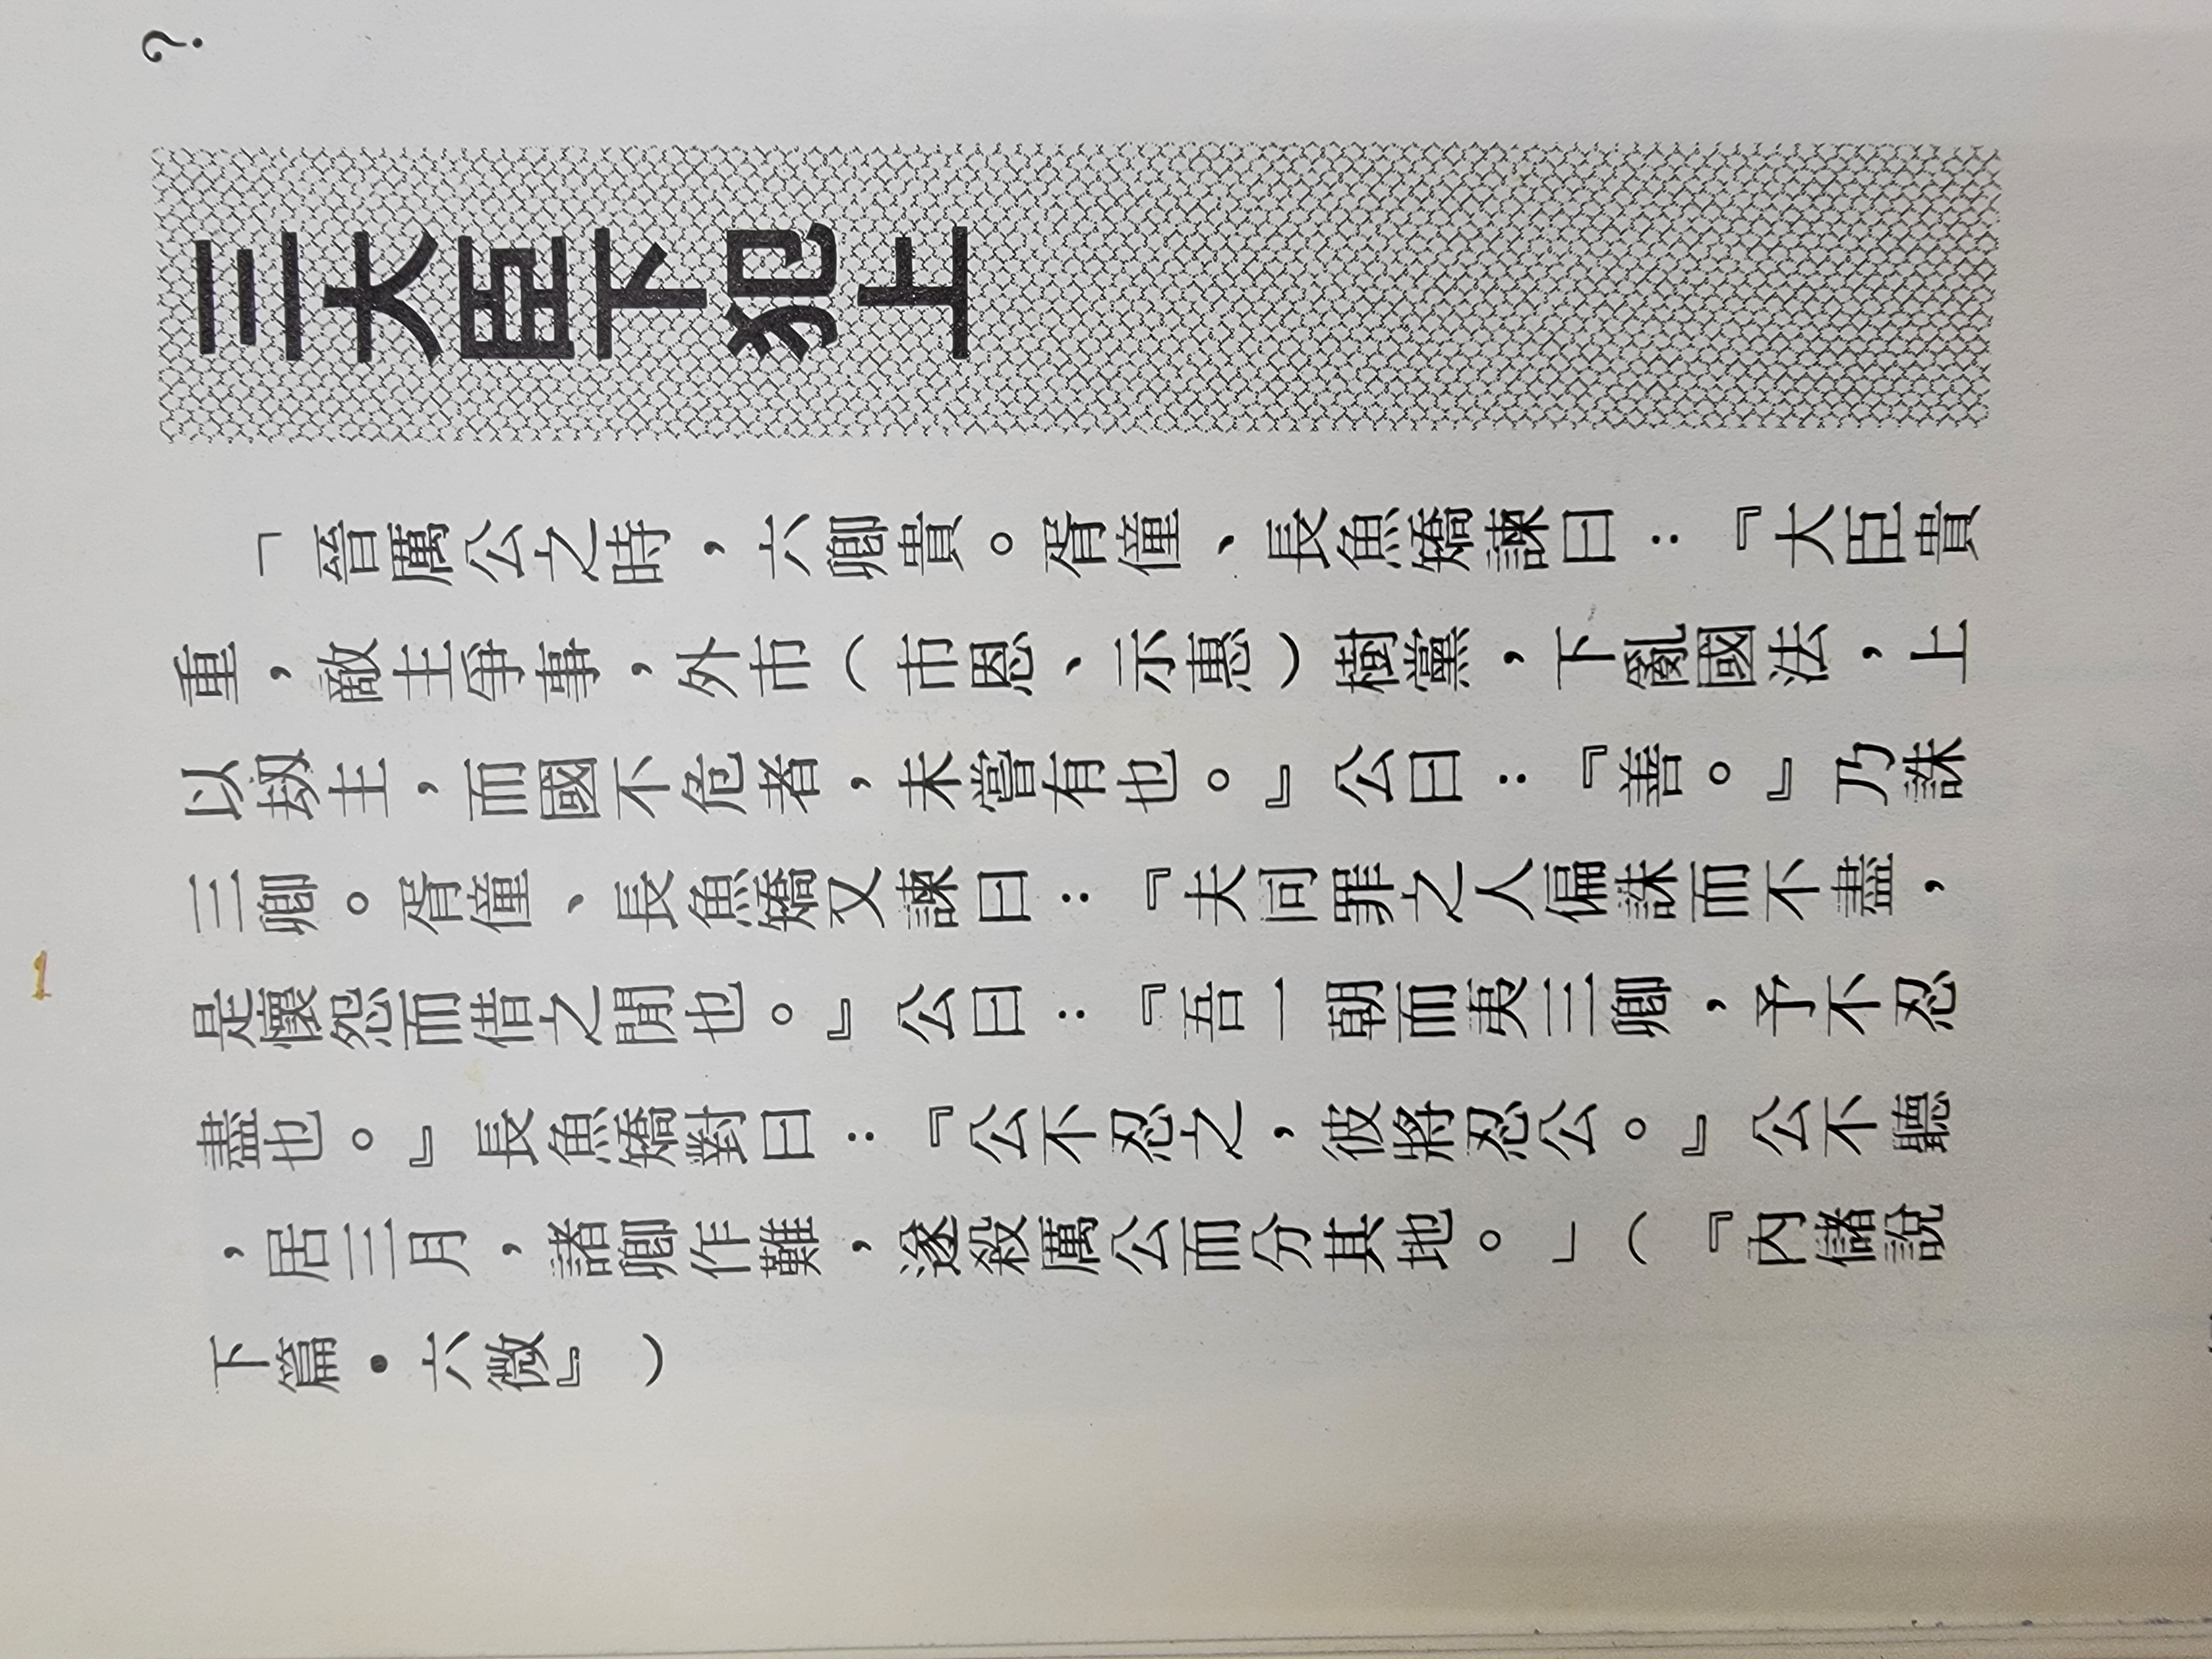 ?
三大臣下犯上
「晉厲公之時，六卿貴。胥僮、長魚矯諫曰：『大臣貴
重，敵主爭事，外市（市恩、示惠）樹黨，下亂國法，上
以劫主，而國不危者，未嘗有也。』公曰：『善。』乃誅
三卿。胥僮、長魚矯又諫曰：『夫同罪之人偏誅而不盡，
是懷怨而借之閒也。』公曰：『吾一朝而夷三卿，予不忍
盡也。』長魚矯對曰：『公不忍之，彼將忍公。』公不聽
，居三月，諸卿作難，遂殺厲公而分其地。」（『內儲說
下篇•六微』）